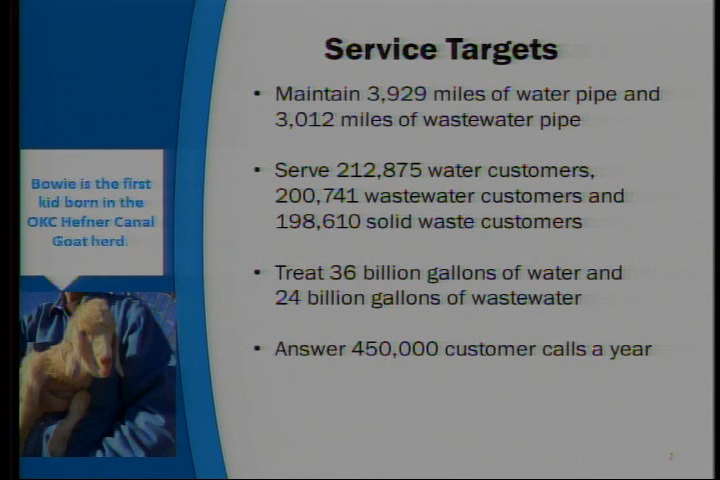 Service Targets
• Maintain 3,929 miles of water pipe and
3,012 miles of wastewater pipe
• Serve 212,875 water customers,
200,741 wastewater customers and
198,610 solid waste customers
• Treat 36 billion gallons of water and
24 billion gallons of wastewater
• Answer 450,000 customer calls a year
Bowie is the first
kid born in the
OKC Hefner Canal
Goat herd.
2